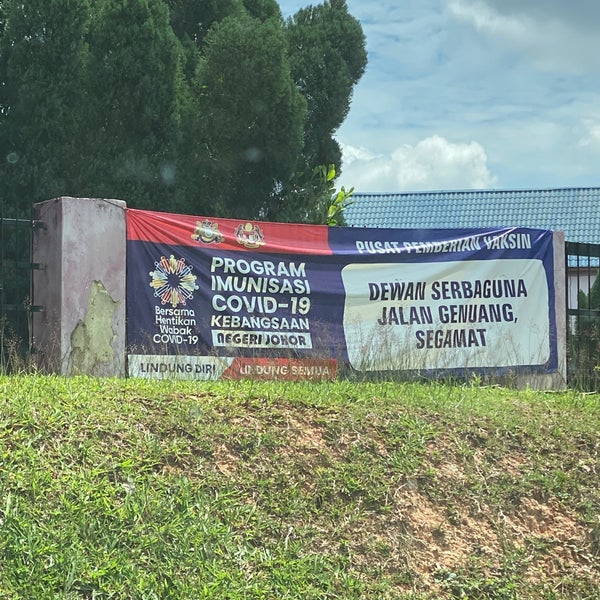 PUSAT PEMBERIAN VAKSIN
PROGRAM
IMUNISASI
COVID-19
KEBANGSAAN
NEGERI JOHOR
Bersama
Hentikan
Wabak
COVID-19
LINDUNG DIRI
LINDUNG SEMUA
DEWAN SERBAGUNA
JALAN GENUANG,
SEGAMAT